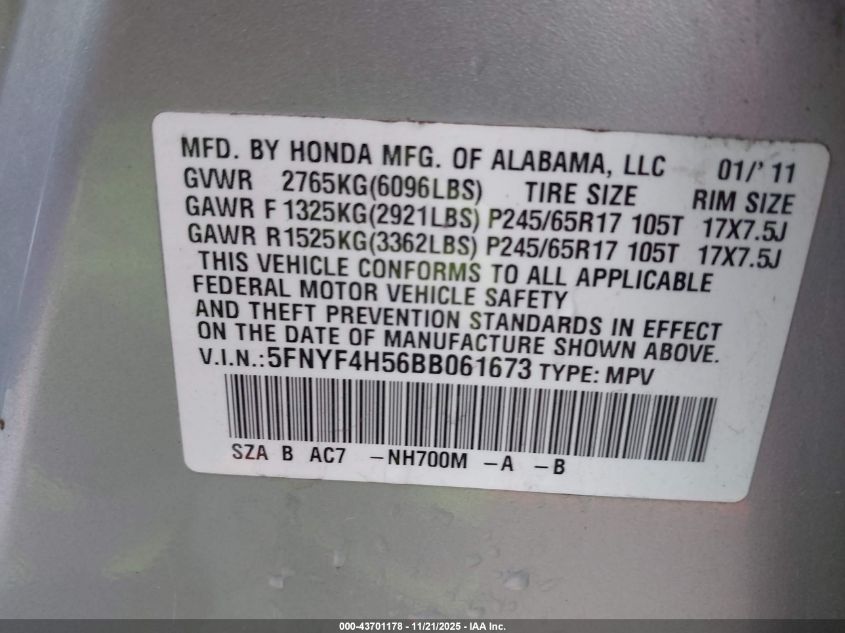 MFD. BY HONDA MFG. OF ALABAMA, LLC 01/'11
GVWR 2765KG(6096LBS) TIRE SIZE RIM SIZE
GAWR F 1325KG(2921LBS) P245/65R17 105T 17X7.5J
GAWR R1525KG(3362LBS) P245/65R17 105T 17X7.5J
THIS VEHICLE CONFORMS TO ALL APPLICABLE
FEDERAL MOTOR VEHICLE SAFETY
AND THEFT PREVENTION STANDARDS IN EFFECT
ON THE DATE OF MANUFACTURE SHOWN ABOVE.
V.I.N.:5FNYF4H56BB061673 TYPE: MPV
SZA B AC7 -NH700M -A -B
000-43701178 - 11/21/2025 - IAA Inc.